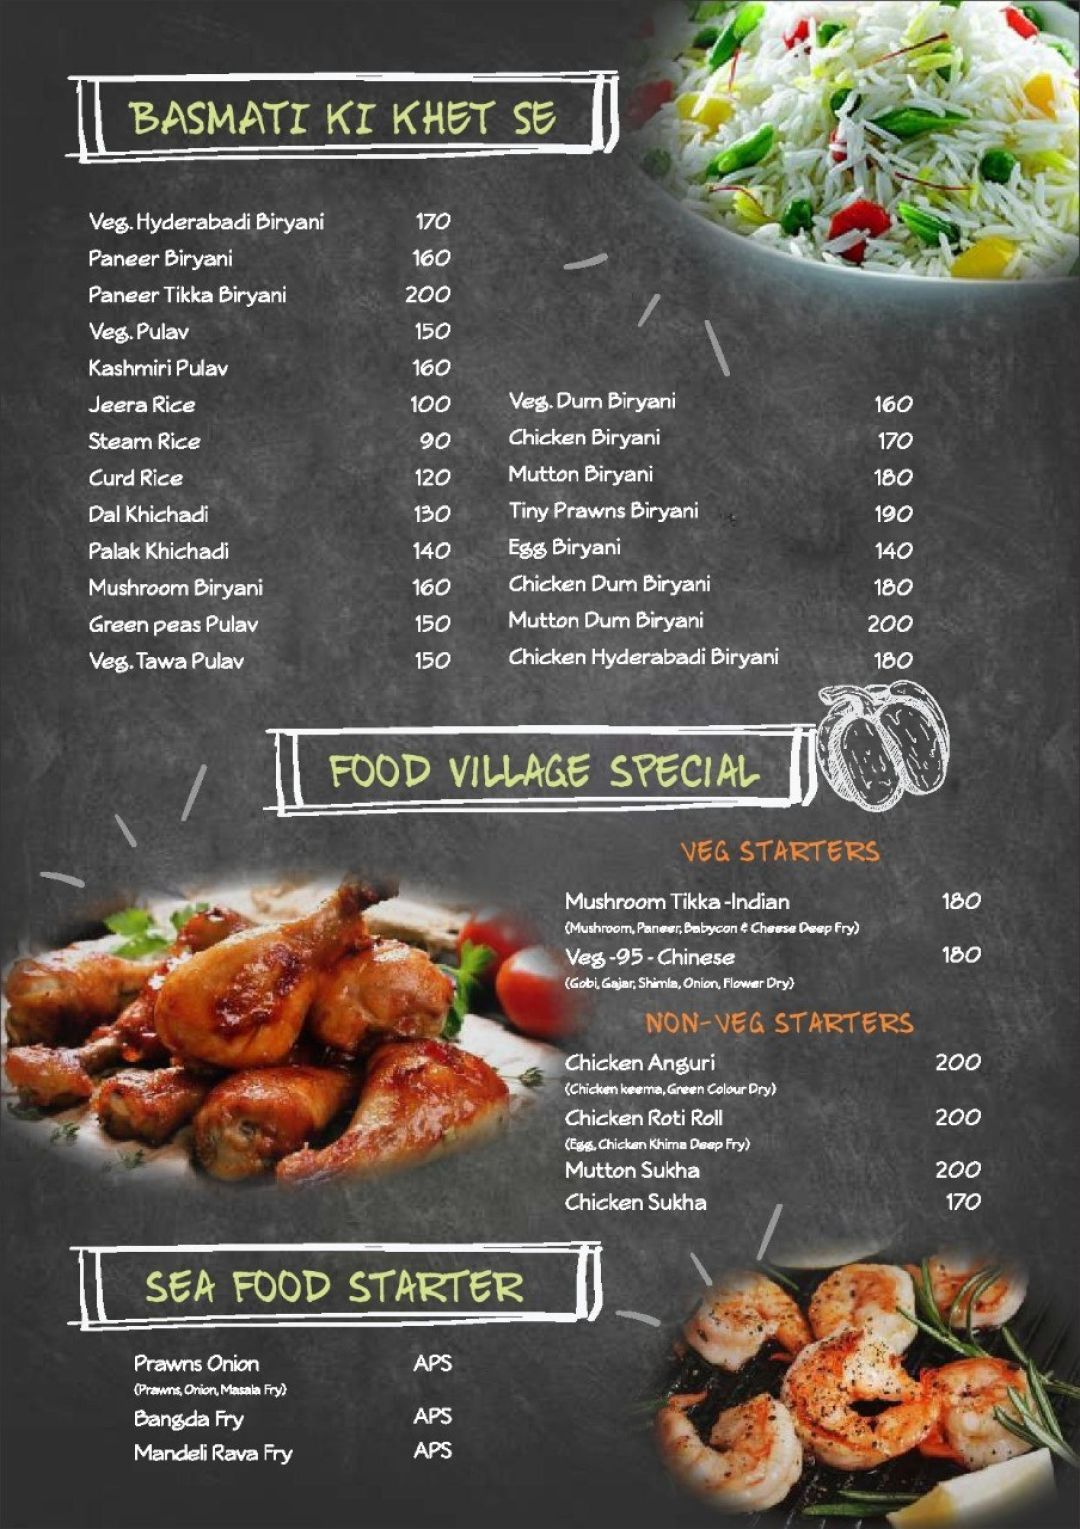 BASMATI KI KHET SE
Veg. Hyderabadi Biryani 170
Paneer Biryani 160
Paneer Tikka Biryani 200
Veg. Pulav 150
Kashmiri Pulav 160
Jeera Rice 100
Steam Rice 90
Curd Rice 120
Dal Khichadi 130
Palak Khichadi 140
Mushroom Biryani 160
Green peas Pulav 150
Veg. Tawa Pulav 150
Veg. Dum Biryani 160
Chicken Biryani 170
Mutton Biryani 180
Tiny Prawns Biryani 190
Egg Biryani 140
Chicken Dum Biryani 180
Mutton Dum Biryani 200
Chicken Hyderabadi Biryani 180
FOOD VILLAGE SPECIAL
VEG STARTERS
Mushroom Tikka -Indian 180
(Mushroom, Paneer, Babycon & Cheese Deep Fry)
Veg -95 - Chinese 180
(Gobi, Gajar, Shimla, Onion, Flower Dry)
NON-VEG STARTERS
Chicken Anguri 200
(Chicken keema, Green Colour Dry)
Chicken Roti Roll 200
(Egg, Chicken Khima Deep Fry)
Mutton Sukha 200
Chicken Sukha 170
SEA FOOD STARTER
Prawns Onion APS
(Prawns, Onion, Masala Fry)
Bangda Fry APS
Mandeli Rava Fry APS